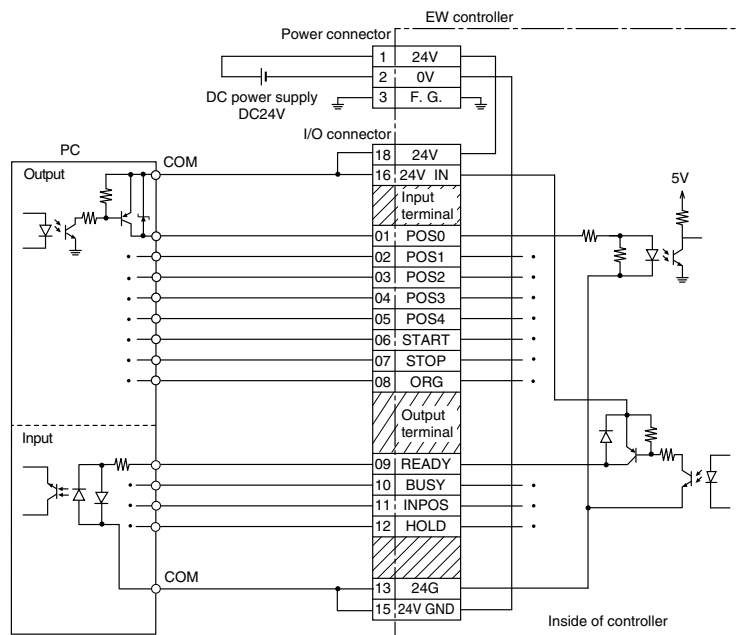 EW controller
Power connector
1 24V
2 0V
3 F. G.
DC power supply
DC24V
I/O connector
PC
COM
Output
18 24V
16 24V IN
Input
terminal
5V
01 POS0
02 POS1
03 POS2
04 POS3
05 POS4
06 START
07 STOP
08 ORG
Output
terminal
Input
09 READY
10 BUSY
11 INPOS
12 HOLD
COM
13 24G
15 24V GND
Inside of controller